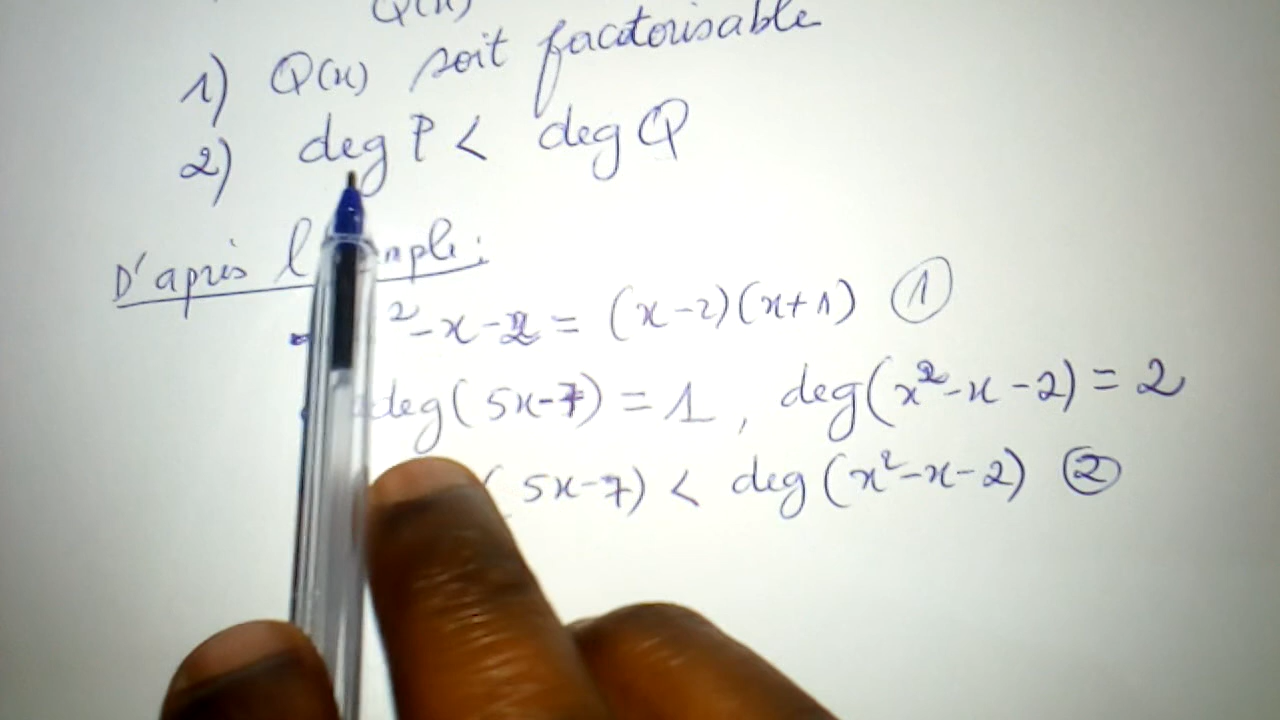 Q(x)
1) Q(x) soit factorisable
2) deg P < deg Q
D'après l
² - x - 2 = (x-2)(x+1) ①
deg(5x-7) = 1, deg(x²-x-2) = 2
(5x-7) < deg(x²-x-2) ②